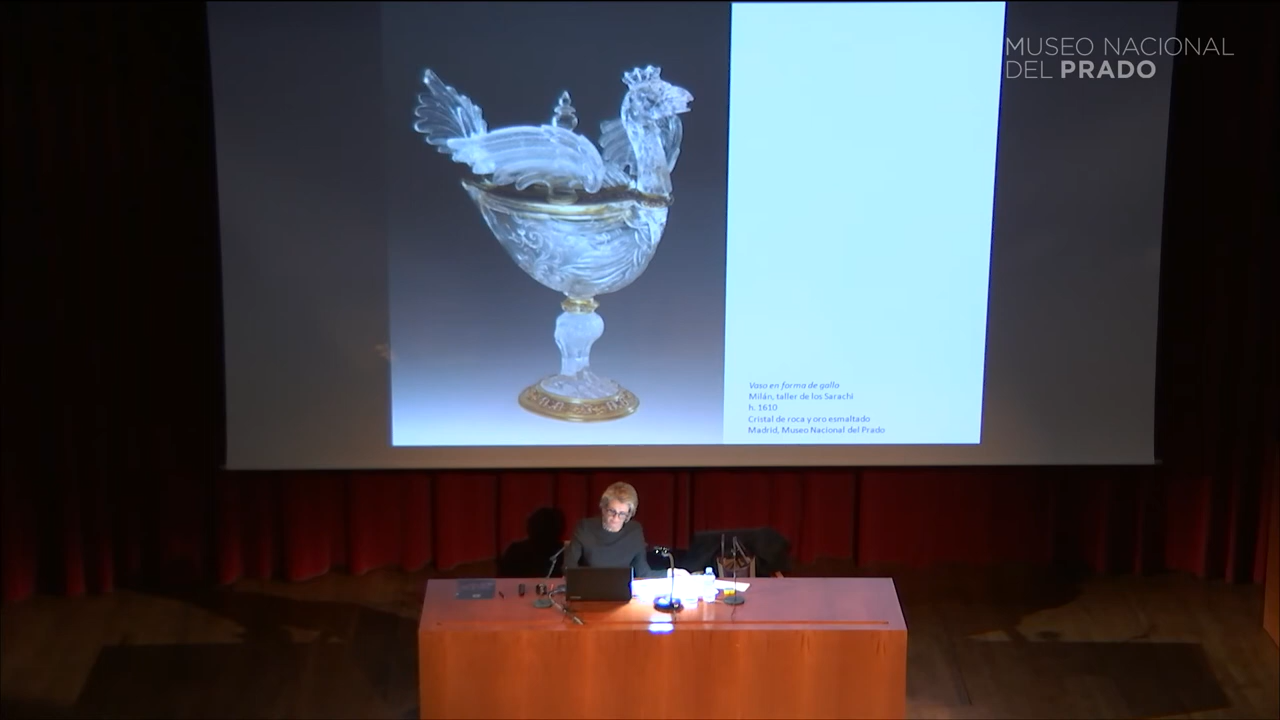 MUSEO NACIONAL
DEL PRADO
Vaso en forma de gallo
Milán, taller de los Sarachi
h. 1610
Cristal de roca y oro esmaltado
Madrid, Museo Nacional del Prado